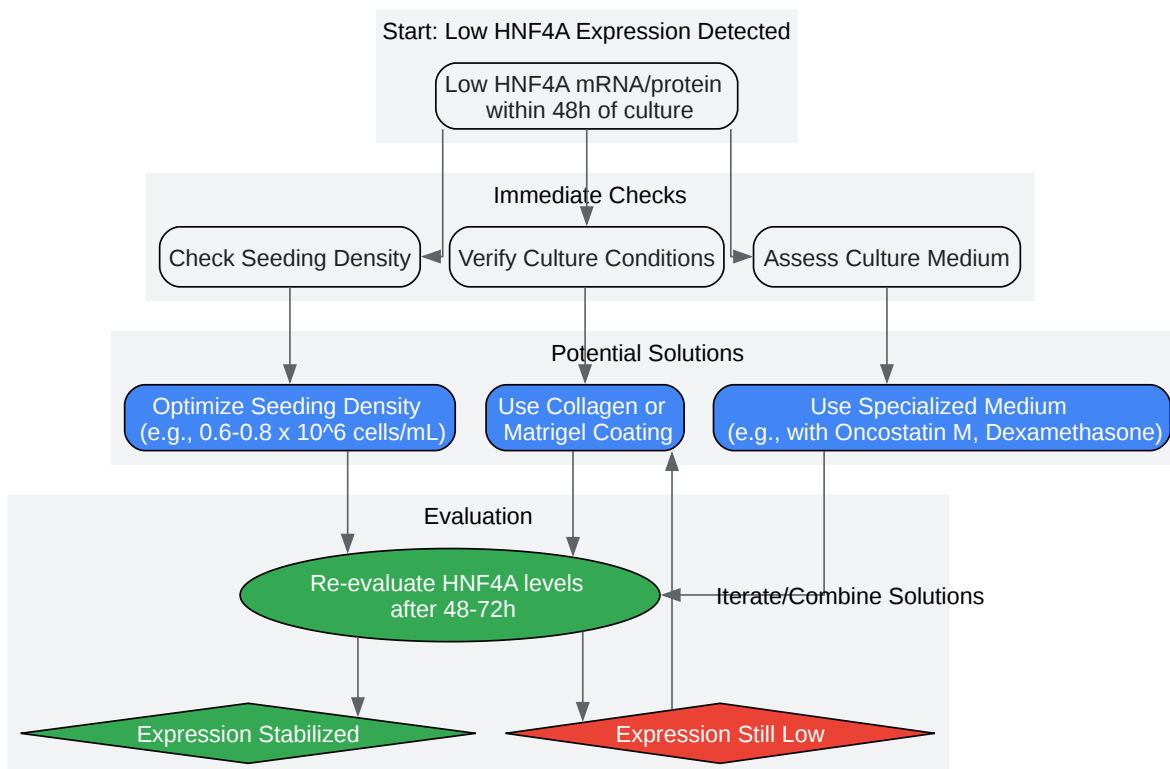 Start: Low HNF4A Expression Detected
Low HNF4A mRNA/protein
within 48h of culture
Immediate Checks
Check Seeding Density
Verify Culture Conditions
Assess Culture Medium
Potential Solutions
Optimize Seeding Density
(e.g., 0.6-0.8 x 10^6 cells/mL)
Use Collagen or
Matrigel Coating
Use Specialized Medium
(e.g., with Oncostatin M, Dexamethasone)
Evaluation
Re-evaluate HNF4A levels
after 48-72h
Iterate/Combine Solutions
Expression Stabilized
Expression Still Low